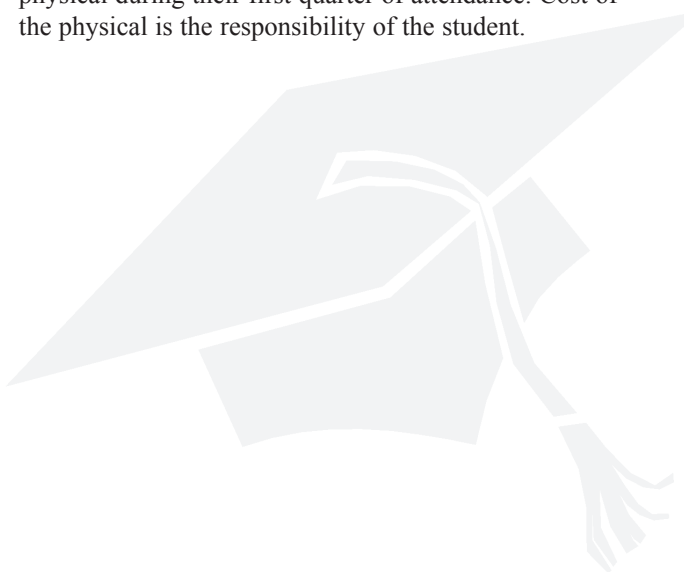 physical during their first quarter of attendance. Cost of
the physical is the responsibility of the student.